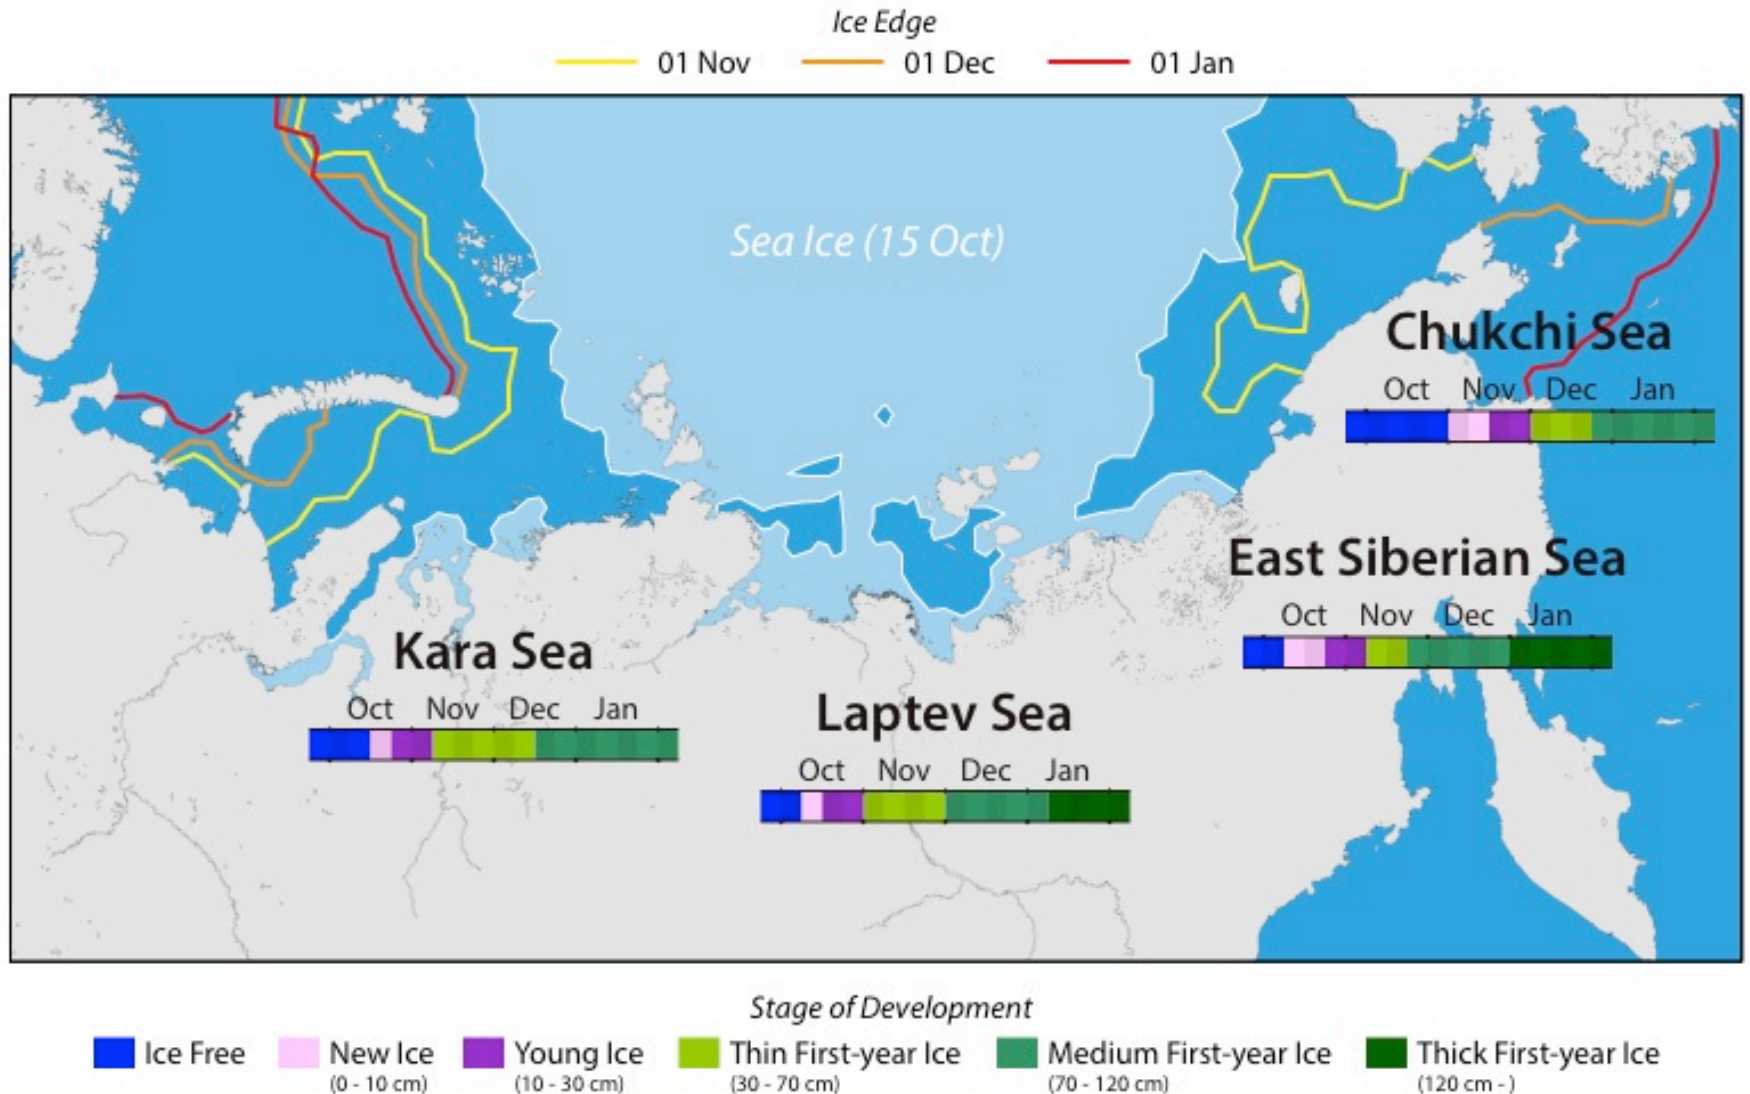 Ice Edge
01 Nov 01 Dec 01 Jan
Sea Ice (15 Oct)
Chukchi Sea
Oct Nov Dec Jan
East Siberian Sea
Oct Nov Dec Jan
Kara Sea
Oct Nov Dec Jan
Laptev Sea
Oct Nov Dec Jan
Stage of Development
Ice Free New Ice Young Ice Thin First-year Ice Medium First-year Ice Thick First-year Ice
(0 - 10 cm) (10 - 30 cm) (30 - 70 cm) (70 - 120 cm) (120 cm - )